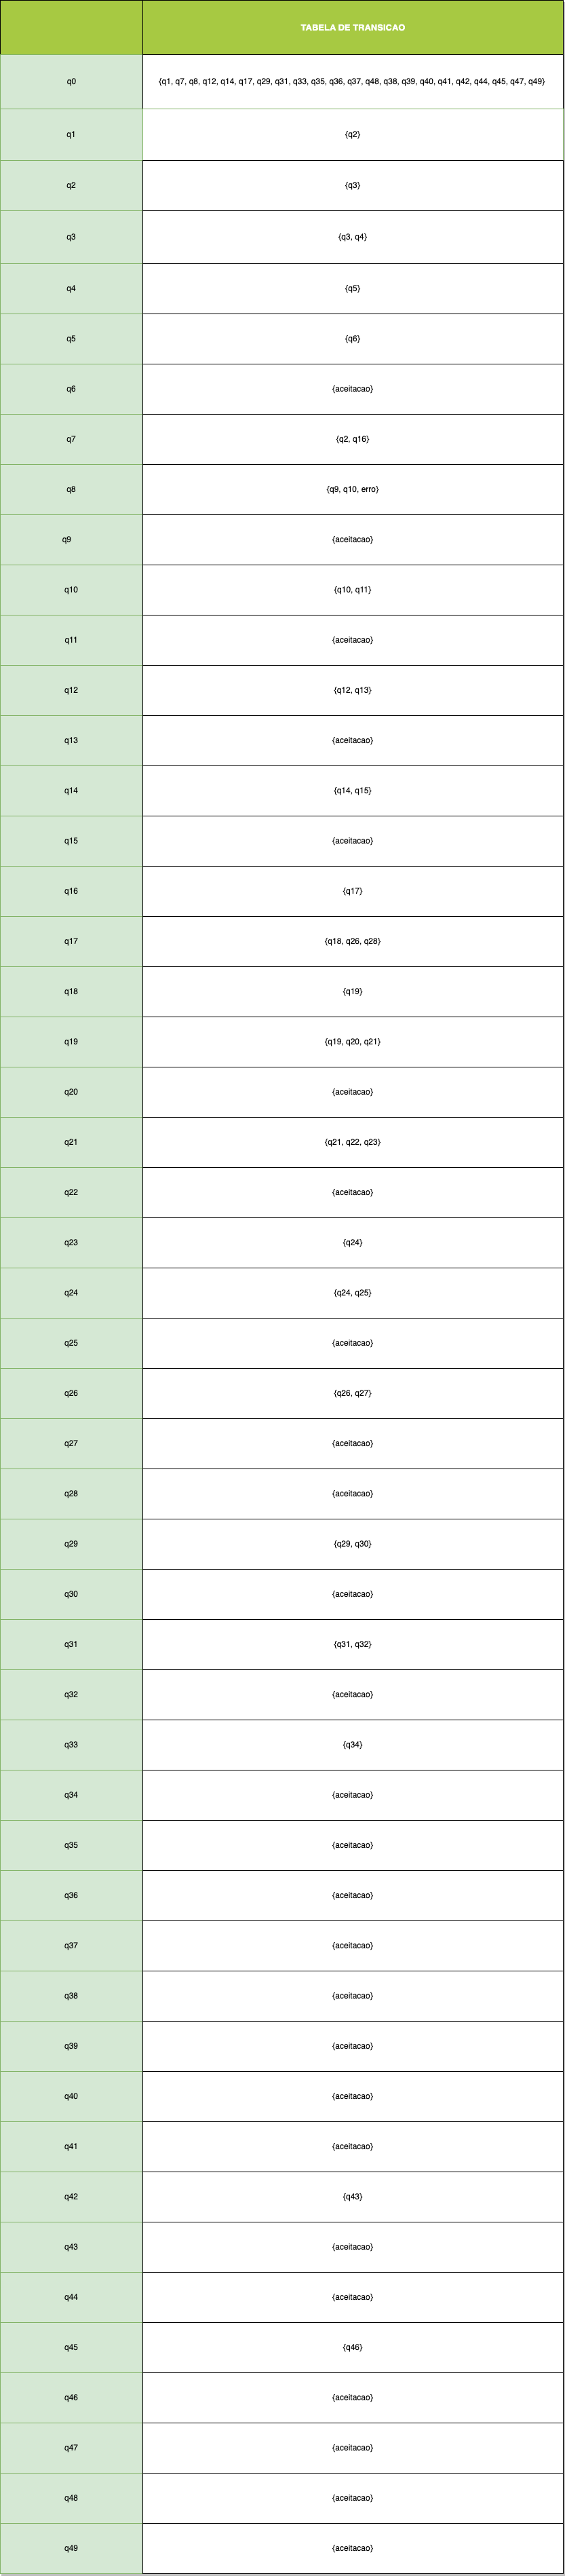 TABELA DE TRANSICAO
q0 {q1, q7, q8, q12, q14, q17, q29, q31, q33, q35, q36, q37, q48, q38, q39, q40, q41, q42, q44, q45, q47, q49}
q1 {q2}
q2 {q3}
q3 {q3, q4}
q4 {q5}
q5 {q6}
q6 {aceitacao}
q7 {q2, q16}
q8 {q9, q10, erro}
q9 {aceitacao}
q10 {q10, q11}
q11 {aceitacao}
q12 {q12, q13}
q13 {aceitacao}
q14 {q14, q15}
q15 {aceitacao}
q16 {q17}
q17 {q18, q26, q28}
q18 {q19}
q19 {q19, q20, q21}
q20 {aceitacao}
q21 {q21, q22, q23}
q22 {aceitacao}
q23 {q24}
q24 {q24, q25}
q25 {aceitacao}
q26 {q26, q27}
q27 {aceitacao}
q28 {aceitacao}
q29 {q29, q30}
q30 {aceitacao}
q31 {q31, q32}
q32 {aceitacao}
q33 {q34}
q34 {aceitacao}
q35 {aceitacao}
q36 {aceitacao}
q37 {aceitacao}
q38 {aceitacao}
q39 {aceitacao}
q40 {aceitacao}
q41 {aceitacao}
q42 {q43}
q43 {aceitacao}
q44 {aceitacao}
q45 {q46}
q46 {aceitacao}
q47 {aceitacao}
q48 {aceitacao}
q49 {aceitacao}